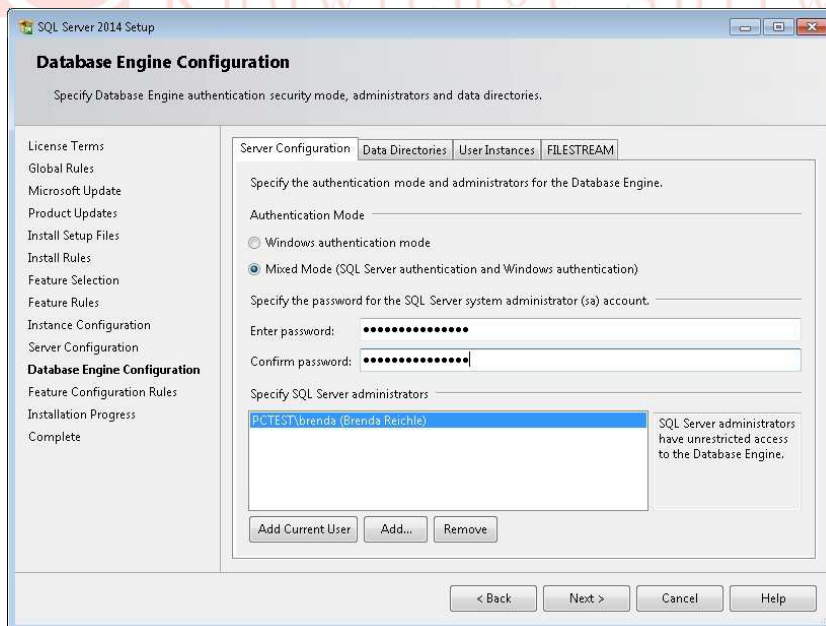 SQL Server 2014 Setup
Database Engine Configuration
Specify Database Engine authentication security mode, administrators and data directories.
License Terms
Global Rules
Microsoft Update
Product Updates
Install Setup Files
Install Rules
Feature Selection
Feature Rules
Instance Configuration
Server Configuration
Database Engine Configuration
Feature Configuration Rules
Installation Progress
Complete
Server Configuration Data Directories User Instances FILESTREAM
Specify the authentication mode and administrators for the Database Engine.
Authentication Mode
Windows authentication mode
Mixed Mode (SQL Server authentication and Windows authentication)
Specify the password for the SQL Server system administrator (sa) account.
Enter password: •••••••••••••••
Confirm password: •••••••••••••••
Specify SQL Server administrators
PCTEST\brenda (Brenda Reichle)
SQL Server administrators
have unrestricted access
to the Database Engine.
Add Current User Add... Remove
< Back Next > Cancel Help